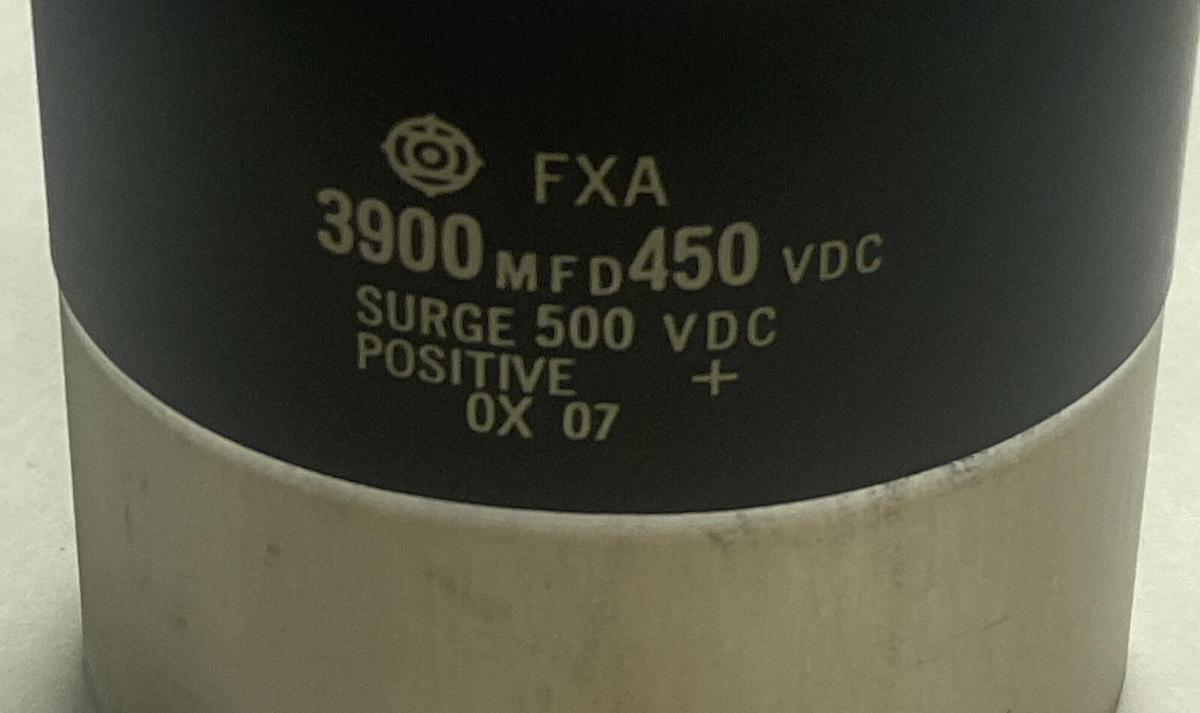 FXA
3900 MFD 450 VDC
SURGE 500 VDC
POSITIVE +
0X 07